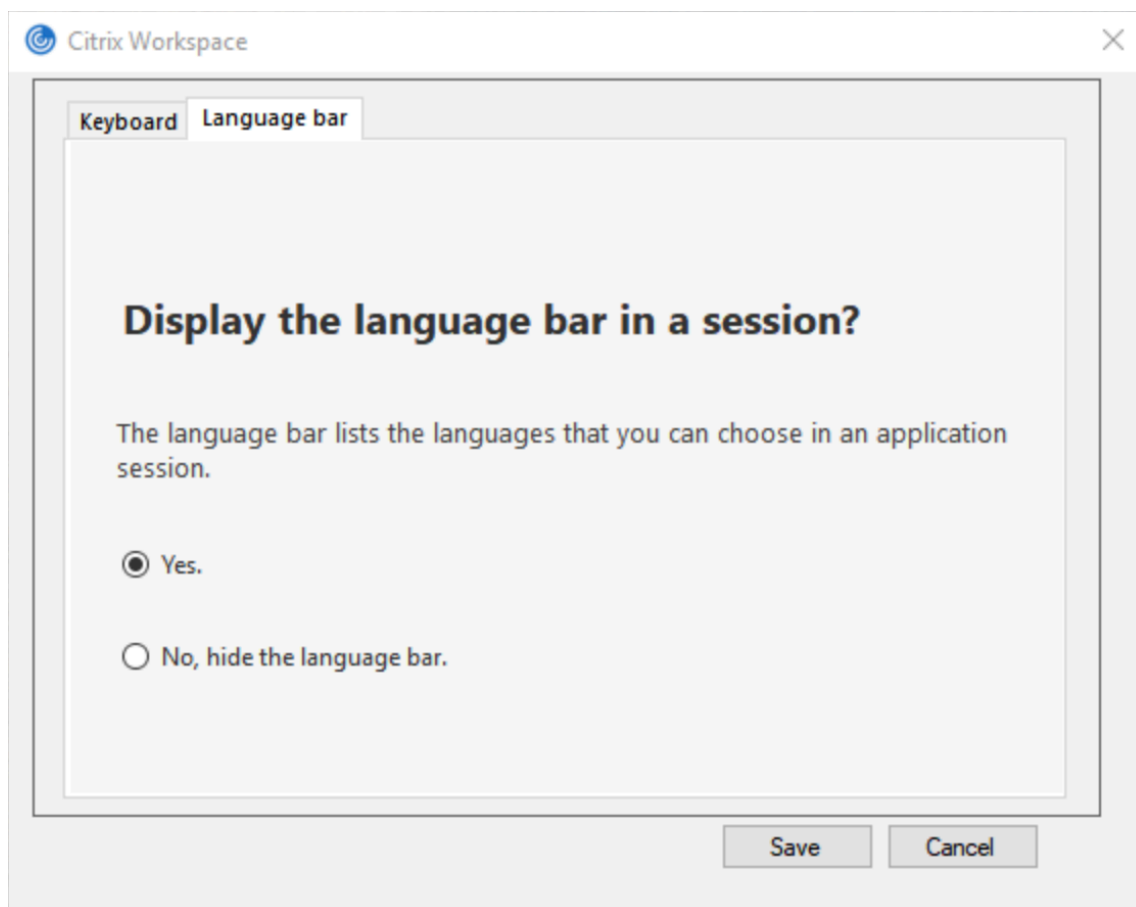 Citrix Workspace
Keyboard
Language bar
Display the language bar in a session?
The language bar lists the languages that you can choose in an application
session.
Yes.
No, hide the language bar.
Save
Cancel